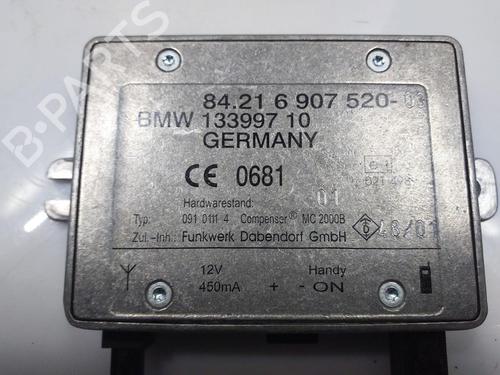 B-PARTS
84.21 6 907 520-03
BMW 133997 10
GERMANY
CE 0681
Hardwarestand: 01
Typ: 091 0111 4 Compenser® MC 2000B
Zul.-Inh.: Funkwerk Dabendorf GmbH
12V Handy
450mA + - ON